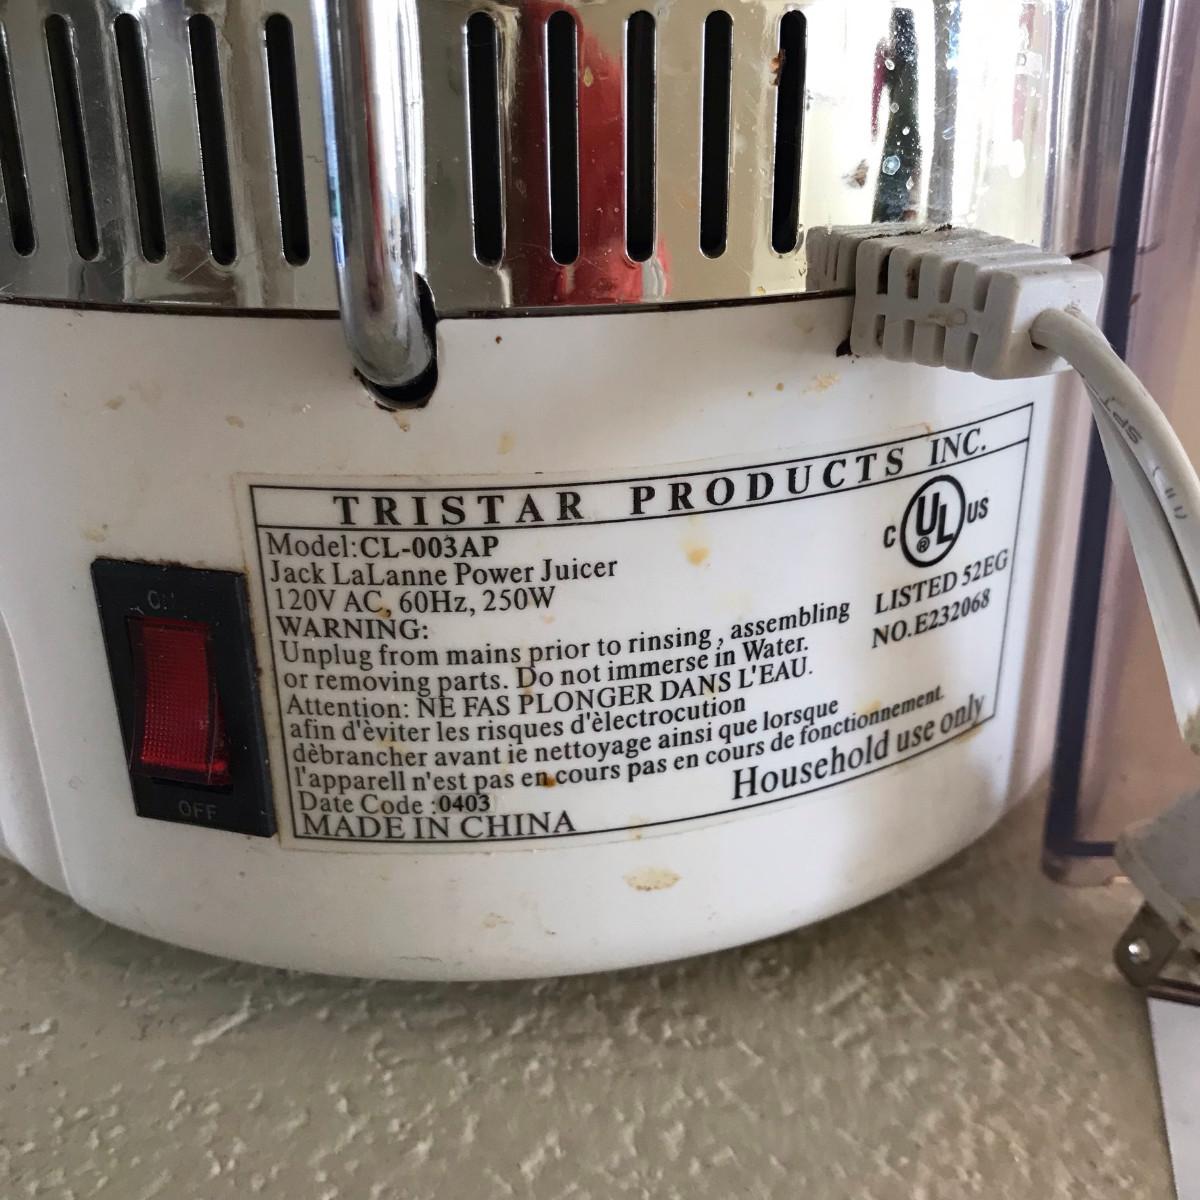 TRISTAR PRODUCTS INC.
Model:CL-003AP
Jack LaLanne Power Juicer
120V AC, 60Hz, 250W
WARNING:
Unplug from mains prior to rinsing , assembling
or removing parts. Do not immerse in Water.
Attention: NE FAS PLONGER DANS L'EAU.
afin d'èviter les risques d'èlectrocution
dèbrancher avant ie nettoyage ainsi que lorsque
l'apparell n'est pas en cours pas en cours de fonctionnement.
Date Code :0403
MADE IN CHINA
Household use only
C UL ® US
LISTED 52EG
NO.E232068
OFF
SPT